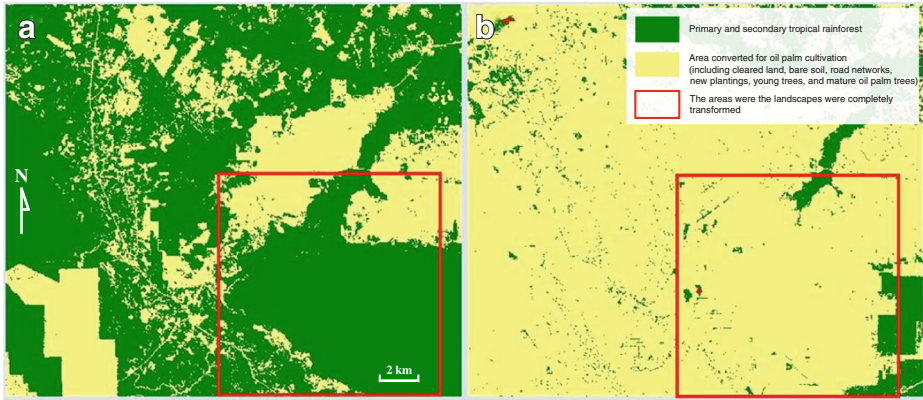 a
b
Primary and secondary tropical rainforest
Area converted for oil palm cultivation
(including cleared land, bare soil, road networks,
new plantings, young trees, and mature oil palm trees)
The areas were the landscapes were completely
transformed
N
2 km